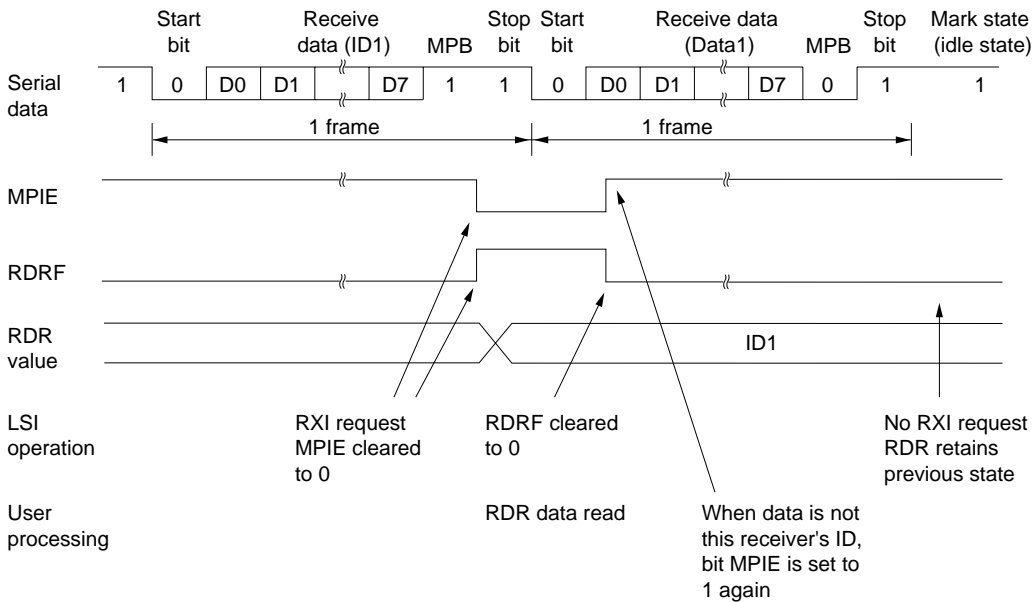 Start Receive Stop Start Receive data Stop Mark state
bit data (ID1) MPB bit bit (Data1) MPB bit (idle state)
Serial data
1 0 D0 D1 D7 1 1 0 D0 D1 D7 0 1 1
1 frame 1 frame
MPIE
RDRF
RDR
value
ID1
LSI
operation
RXI request
MPIE cleared
to 0
RDRF cleared
to 0
No RXI request
RDR retains
previous state
User
processing
RDR data read
When data is not
this receiver's ID,
bit MPIE is set to
1 again